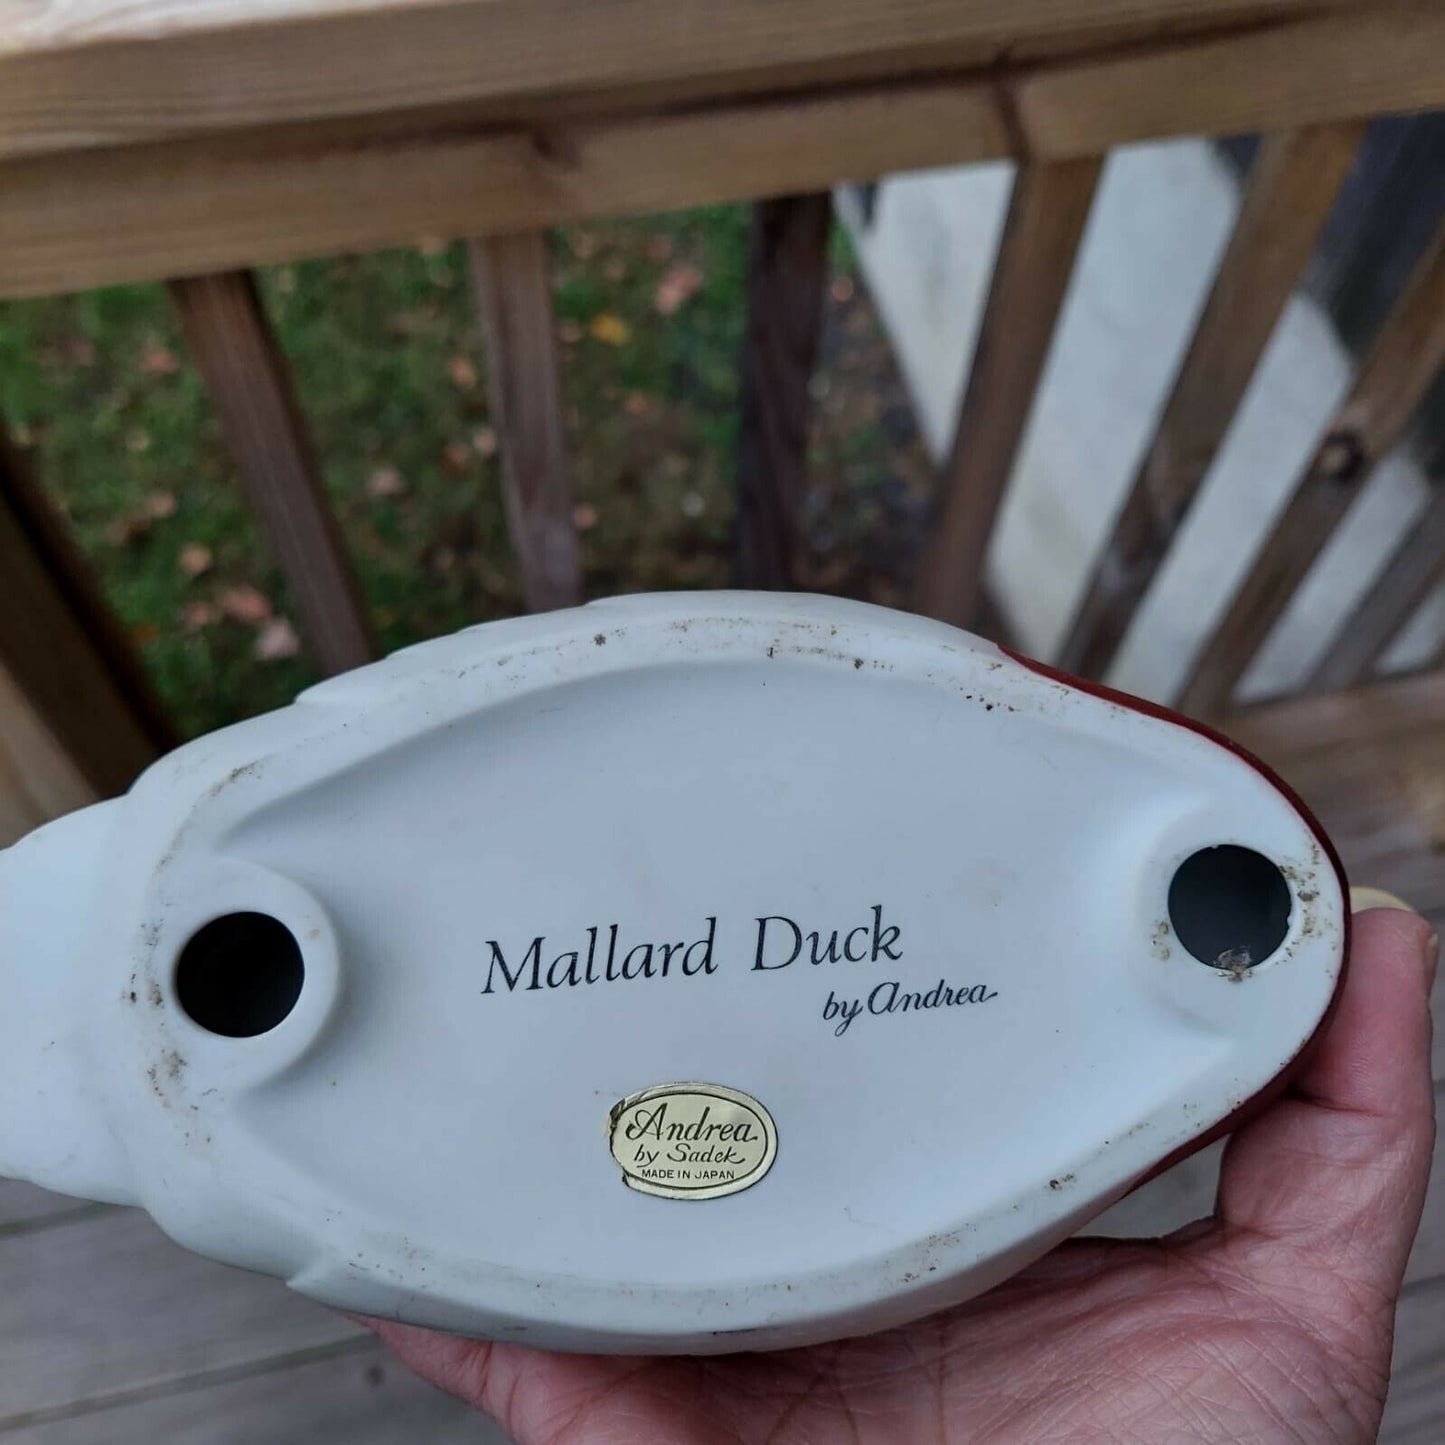 Mallard Duck
by Andrea
Andrea
by Sadek
MADE IN JAPAN